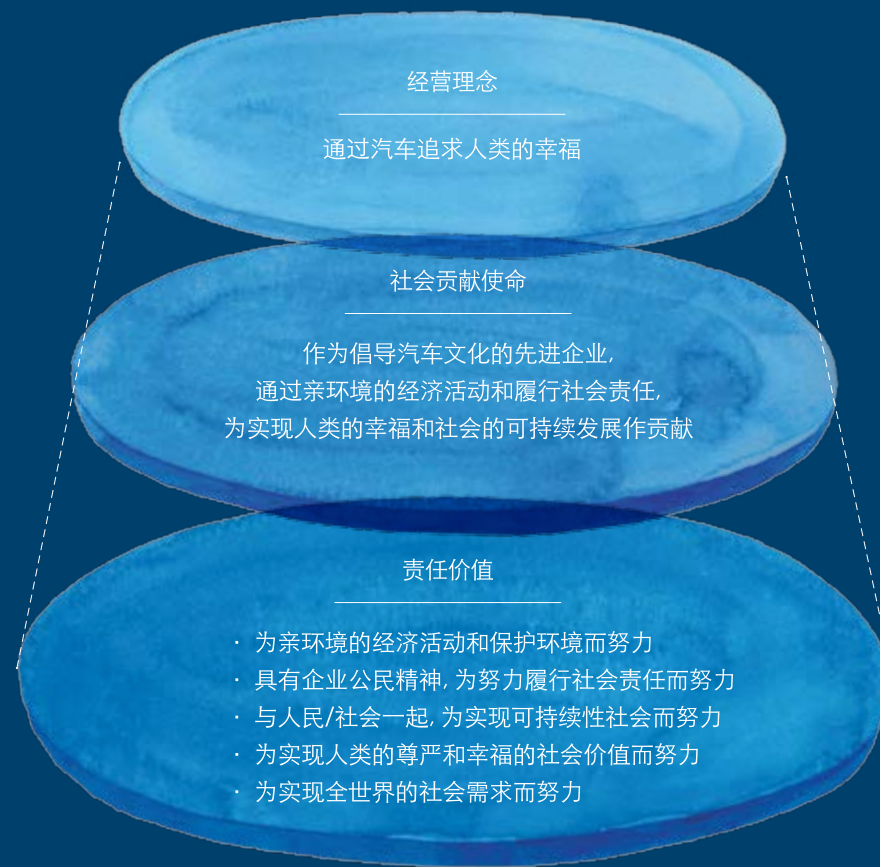 经营理念
通过汽车追求人类的幸福
社会贡献使命
作为倡导汽车文化的先进企业,
通过亲环境的经济活动和履行社会责任,
为实现人类的幸福和社会的可持续发展作贡献
责任价值
· 为亲环境的经济活动和保护环境而努力
· 具有企业公民精神, 为努力履行社会责任而努力
· 与人民/社会一起, 为实现可持续性社会而努力
· 为实现人类的尊严和幸福的社会价值而努力
· 为实现全世界的社会需求而努力